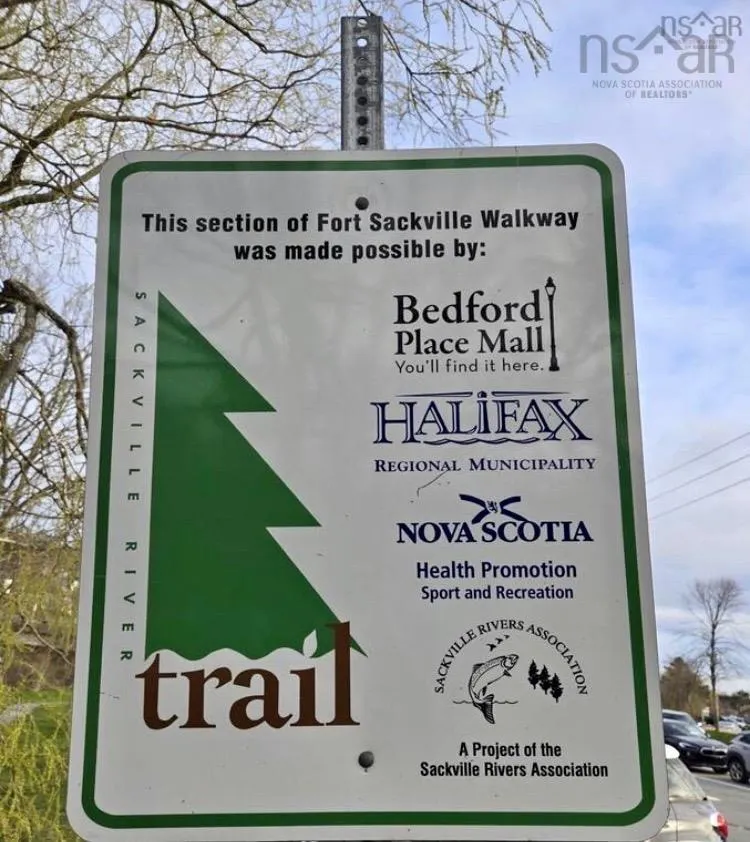 nsar
NOVA SCOTIA ASSOCIATION
OF REALTORS®
This section of Fort Sackville Walkway
was made possible by:
SACKVILLE RIVER
trail
Bedford
Place Mall
You'll find it here.
HALIFAX
REGIONAL MUNICIPALITY
NOVA SCOTIA
Health Promotion
Sport and Recreation
SACKVILLE RIVERS ASSOCIATION
A Project of the
Sackville Rivers Association